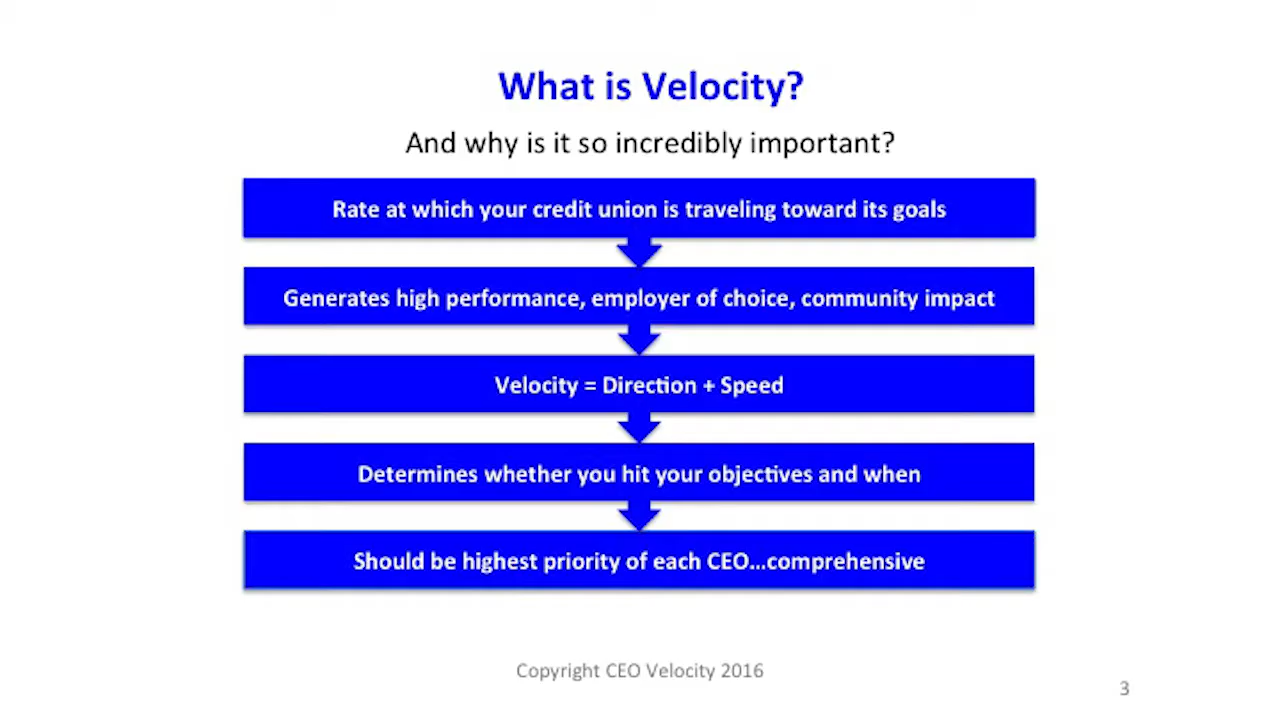 What is Velocity?
And why is it so incredibly important?
Rate at which your credit union is traveling toward its goals
Generates high performance, employer of choice, community impact
Velocity = Direction + Speed
Determines whether you hit your objectives and when
Should be highest priority of each CEO…comprehensive
Copyright CEO Velocity 2016
3